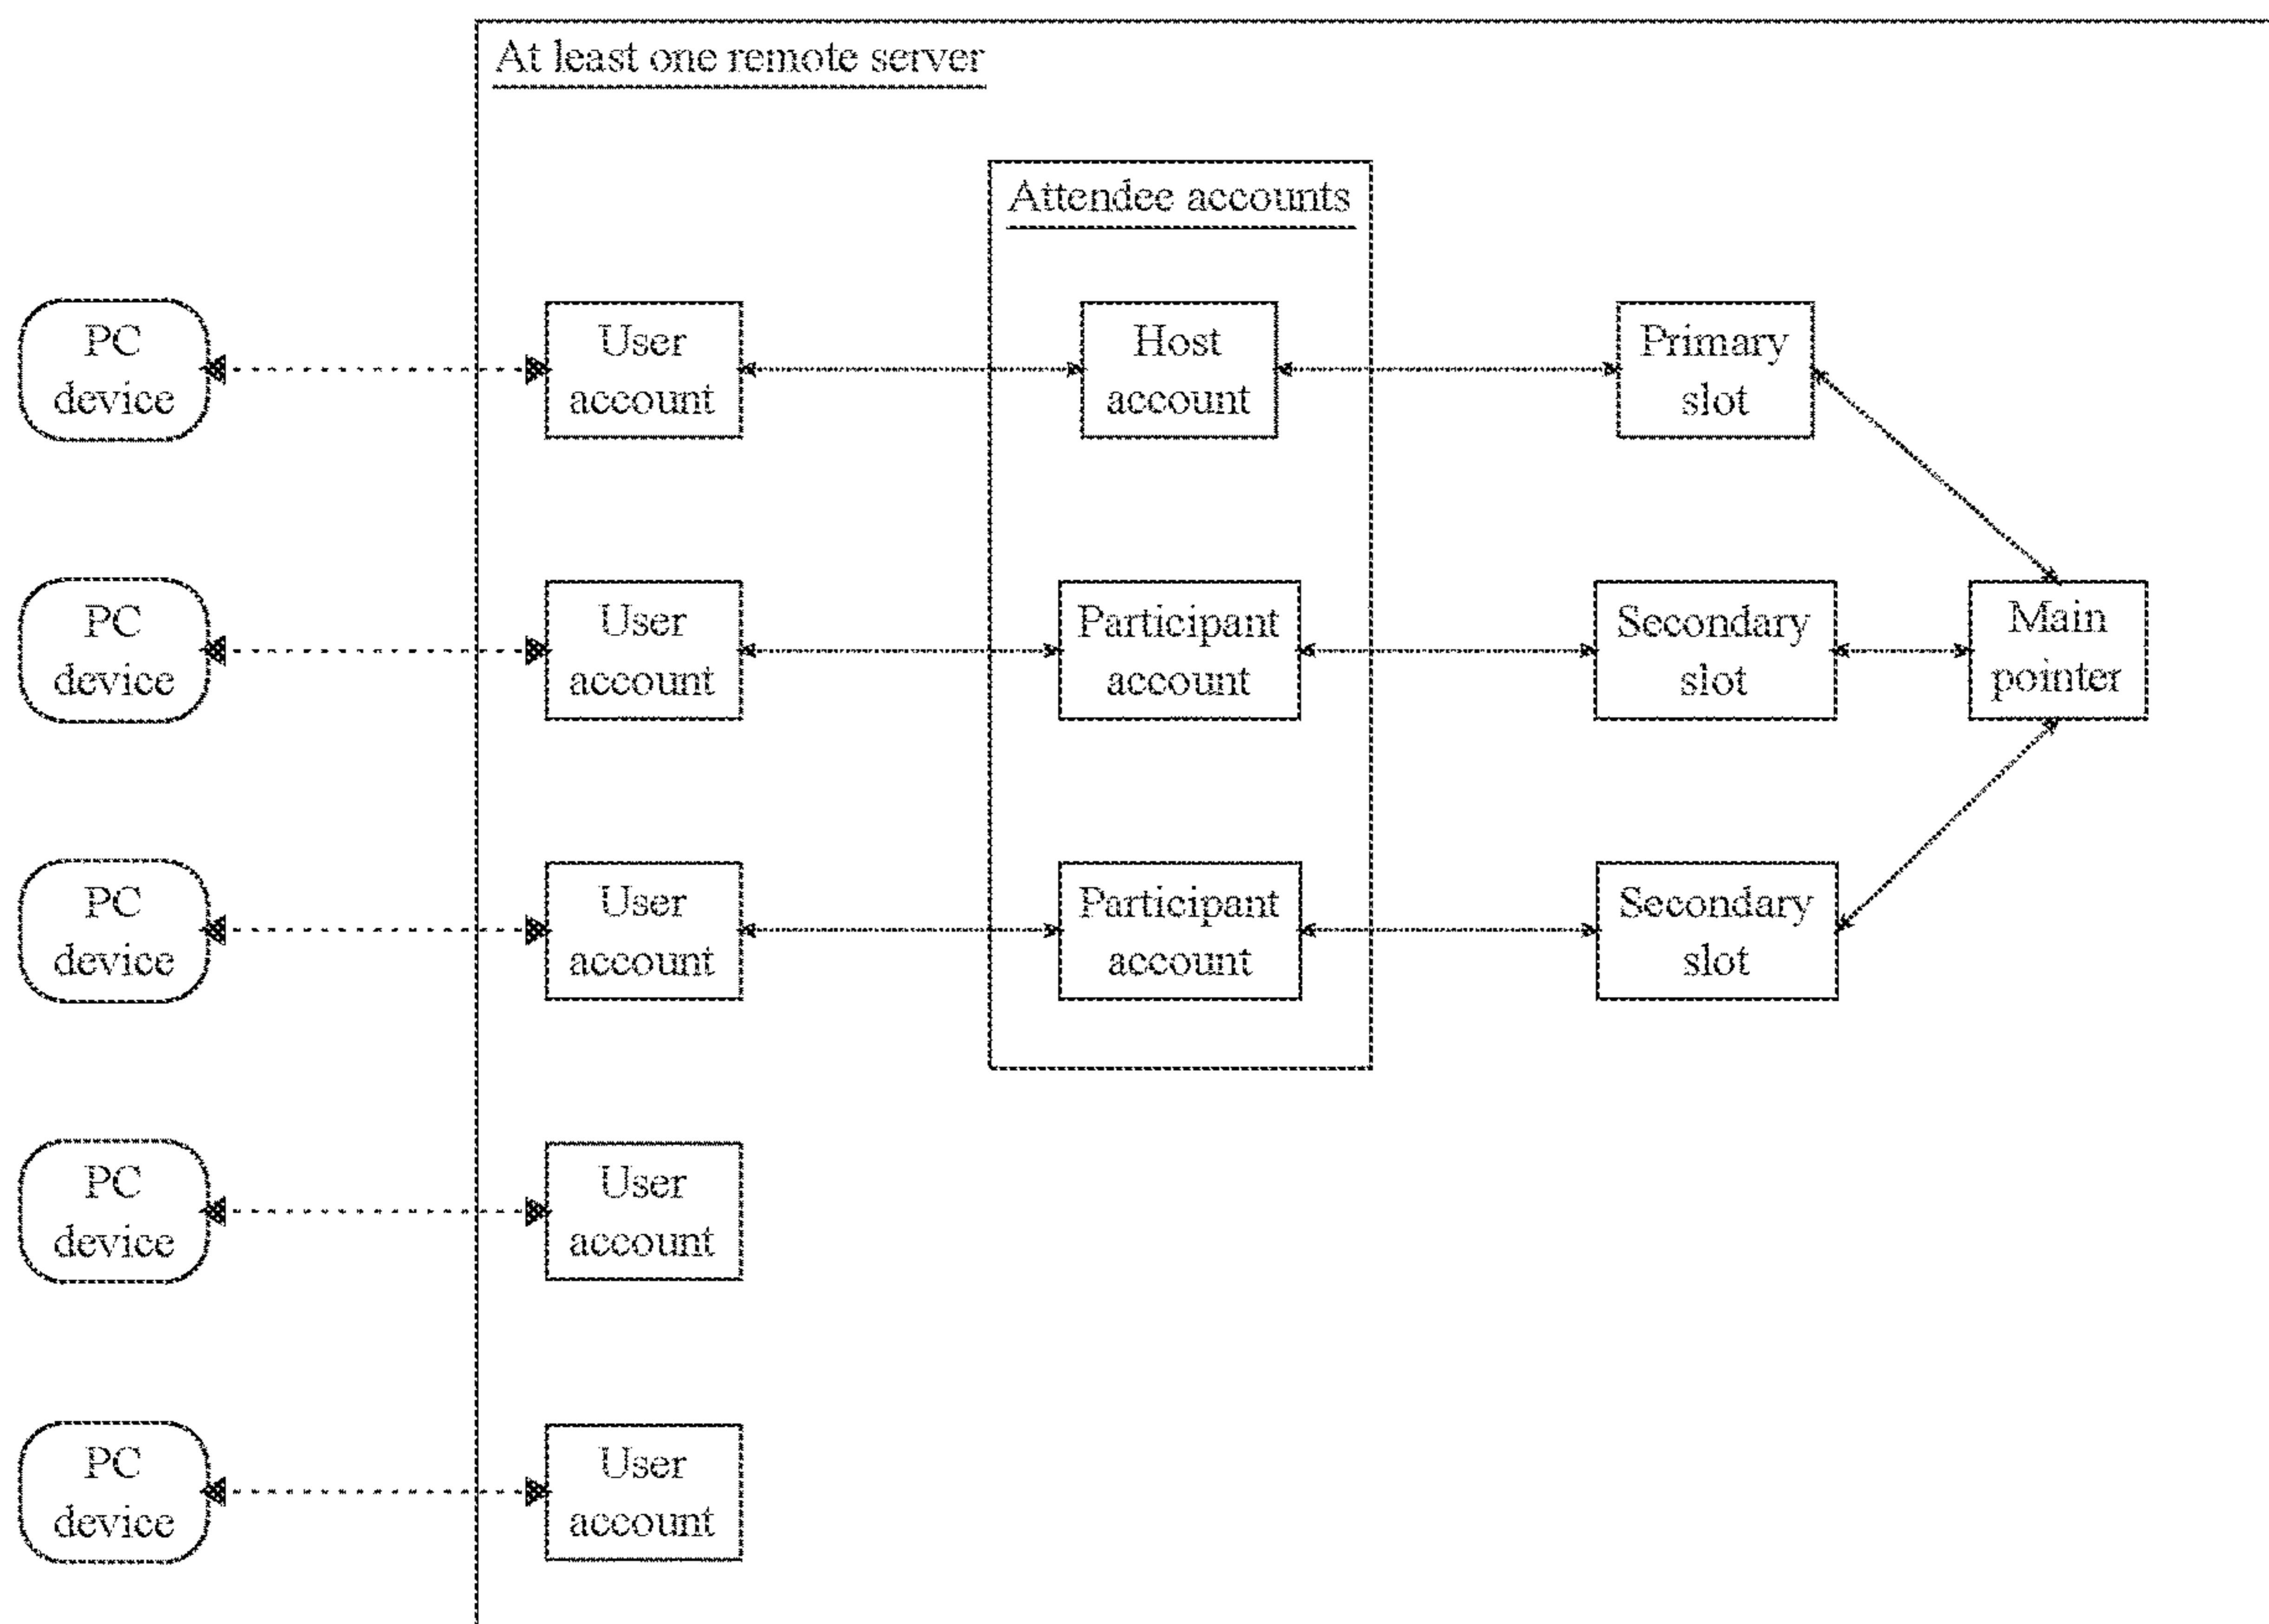 At least one remote server
Attendee accounts
PC
device
User
account
Host
account
Primary
slot
PC
device
User
account
Participant
account
Secondary
slot
Main
pointer
PC
device
User
account
Participant
account
Secondary
slot
PC
device
User
account
PC
device
User
account